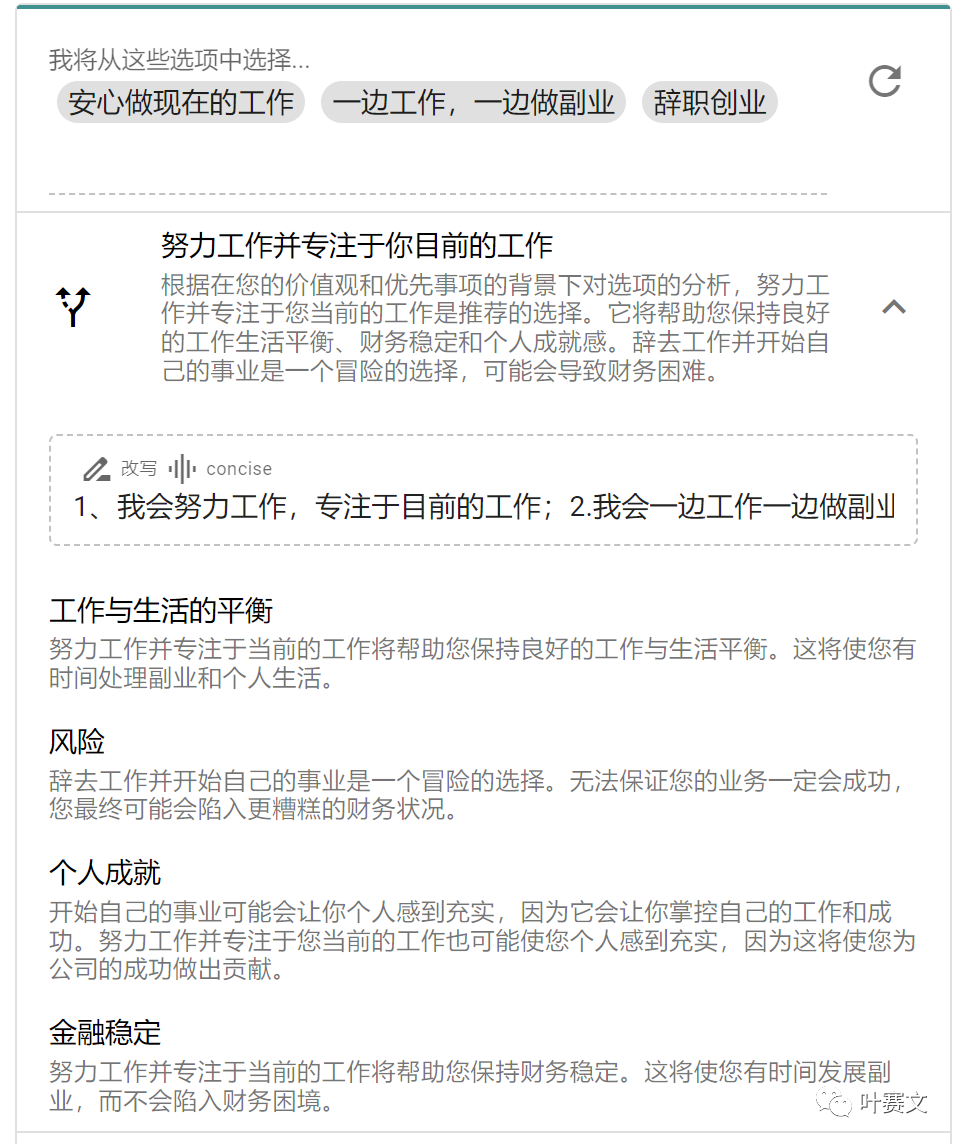 我将从这些选项中选择...
安心做现在的工作 一边工作，一边做副业 辞职创业
努力工作并专注于你目前的工作
根据在您的价值观和优先事项的背景下对选项的分析，努力工
作并专注于您当前的工作是推荐的选择。它将帮助您保持良好
的工作生活平衡、财务稳定和个人成就感。辞去工作并开始自
己的事业是一个冒险的选择，可能会导致财务困难。
改写 concise
1、我会努力工作，专注于目前的工作；2.我会一边工作一边做副业
工作与生活的平衡
努力工作并专注于当前的工作将帮助您保持良好的工作与生活平衡。这将使您有
时间处理副业和个人生活。
风险
辞去工作并开始自己的事业是一个冒险的选择。无法保证您的业务一定会成功，
您最终可能会陷入更糟糕的财务状况。
个人成就
开始自己的事业可能会让你个人感到充实，因为它会让你掌控自己的工作和成
功。努力工作并专注于您当前的工作也可能使您个人感到充实，因为这将使您为
公司的成功做出贡献。
金融稳定
努力工作并专注于当前的工作将帮助您保持财务稳定。这将使您有时间发展副
业，而不会陷入财务困境。
叶赛文